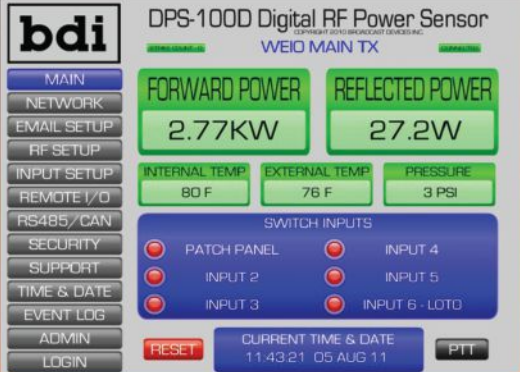 bdi
DPS-100D Digital RF Power Sensor
COPYRIGHT 2010 BROADCAST DEVICES INC
WEIO MAIN TX
CONNECTED
MAIN
NETWORK
EMAIL SETUP
RF SETUP
INPUT SETUP
REMOTE I/O
RS485/CAN
SECURITY
SUPPORT
TIME & DATE
EVENT LOG
ADMIN
LOGIN
FORWARD POWER
2.77KW
REFLECTED POWER
27.2W
INTERNAL TEMP
80 F
EXTERNAL TEMP
76 F
PRESSURE
3 PSI
SWITCH INPUTS
PATCH PANEL
INPUT 4
INPUT 2
INPUT 5
INPUT 3
INPUT 6 - LOTO
RESET
CURRENT TIME & DATE
11:43:21 05 AUG 11
PTT